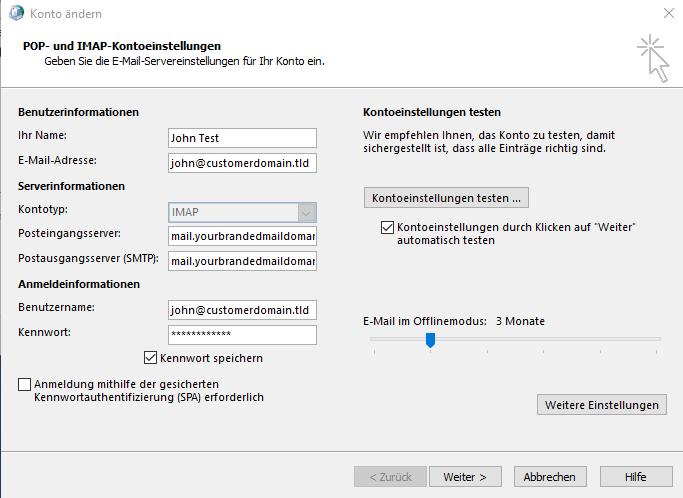 Konto ändern
POP- und IMAP-Kontoeinstellungen
Geben Sie die E-Mail-Servereinstellungen für Ihr Konto ein.
Benutzerinformationen
Ihr Name:
John Test
E-Mail-Adresse:
john@customerdomain.tld
Serverinformationen
Kontotyp:
IMAP
Posteingangsserver:
mail.yourbrandedmaildomar
Postausgangsserver (SMTP):
mail.yourbrandedmaildomar
Anmeldeinformationen
Benutzername:
john@customerdomain.tld
Kennwort:
************
Kennwort speichern
Anmeldung mithilfe der gesicherten
Kennwortauthentifizierung (SPA) erforderlich
Kontoeinstellungen testen
Wir empfehlen Ihnen, das Konto zu testen, damit
sichergestellt ist, dass alle Einträge richtig sind.
Kontoeinstellungen testen ...
Kontoeinstellungen durch Klicken auf "Weiter"
automatisch testen
E-Mail im Offlinemodus: 3 Monate
Weitere Einstellungen
< Zurück
Weiter >
Abbrechen
Hilfe